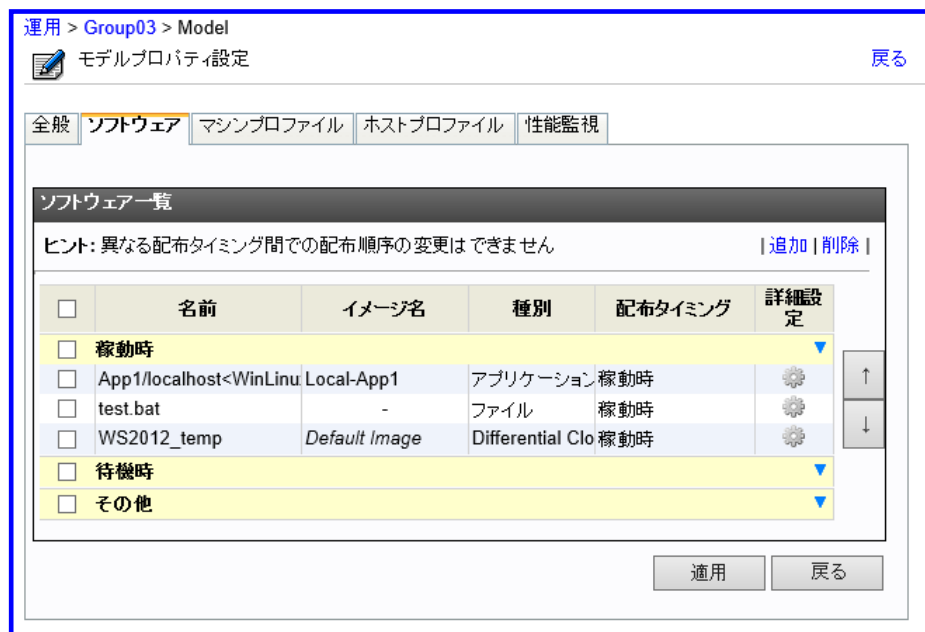 運用 > Group03 > Model
モデルプロパティ設定 戻る
全般 ソフトウェア マシンプロファイル ホストプロファイル 性能監視
ソフトウェア一覧
ヒント: 異なる配布タイミング間での配布順序の変更はできません | 追加 | 削除 |
名前 イメージ名 種別 配布タイミング 詳細設定
稼動時 ▼
App1/localhost<WinLinu Local-App1 アプリケーション 稼動時
test.bat - ファイル 稼動時
WS2012_temp Default Image Differential Clo 稼動時
↑
↓
待機時 ▼
その他 ▼
適用 戻る